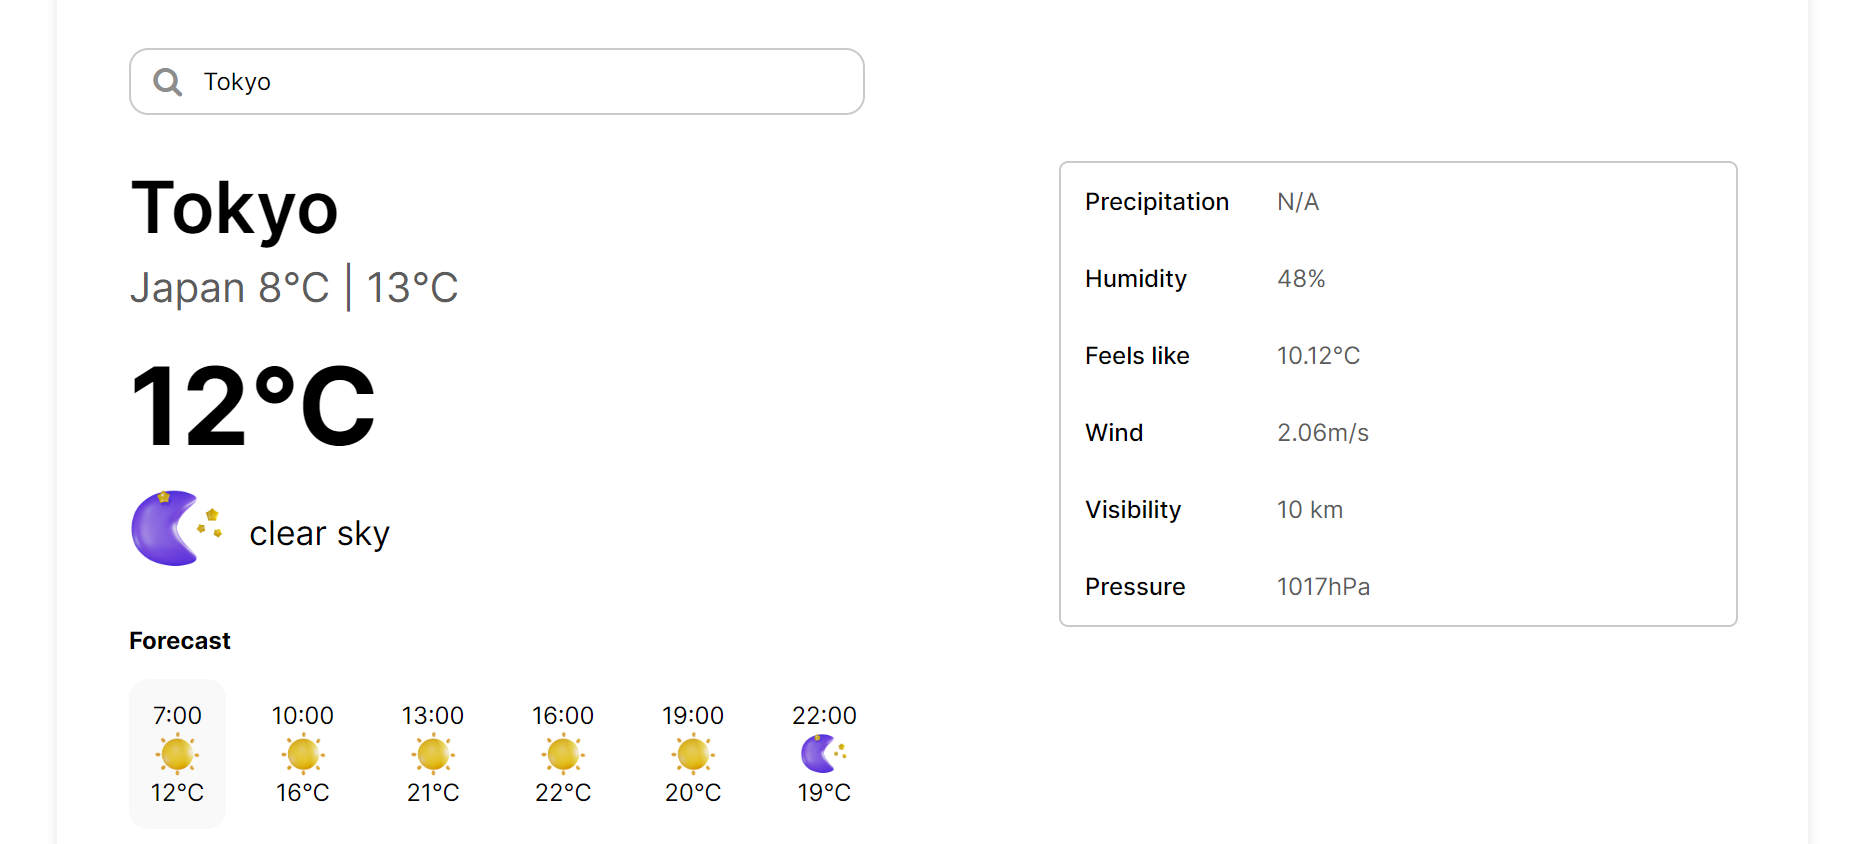 Tokyo
Tokyo
Japan 8°C | 13°C
12°C
clear sky
Precipitation N/A
Humidity 48%
Feels like 10.12°C
Wind 2.06m/s
Visibility 10 km
Pressure 1017hPa
Forecast
7:00 10:00 13:00 16:00 19:00 22:00
12°C 16°C 21°C 22°C 20°C 19°C